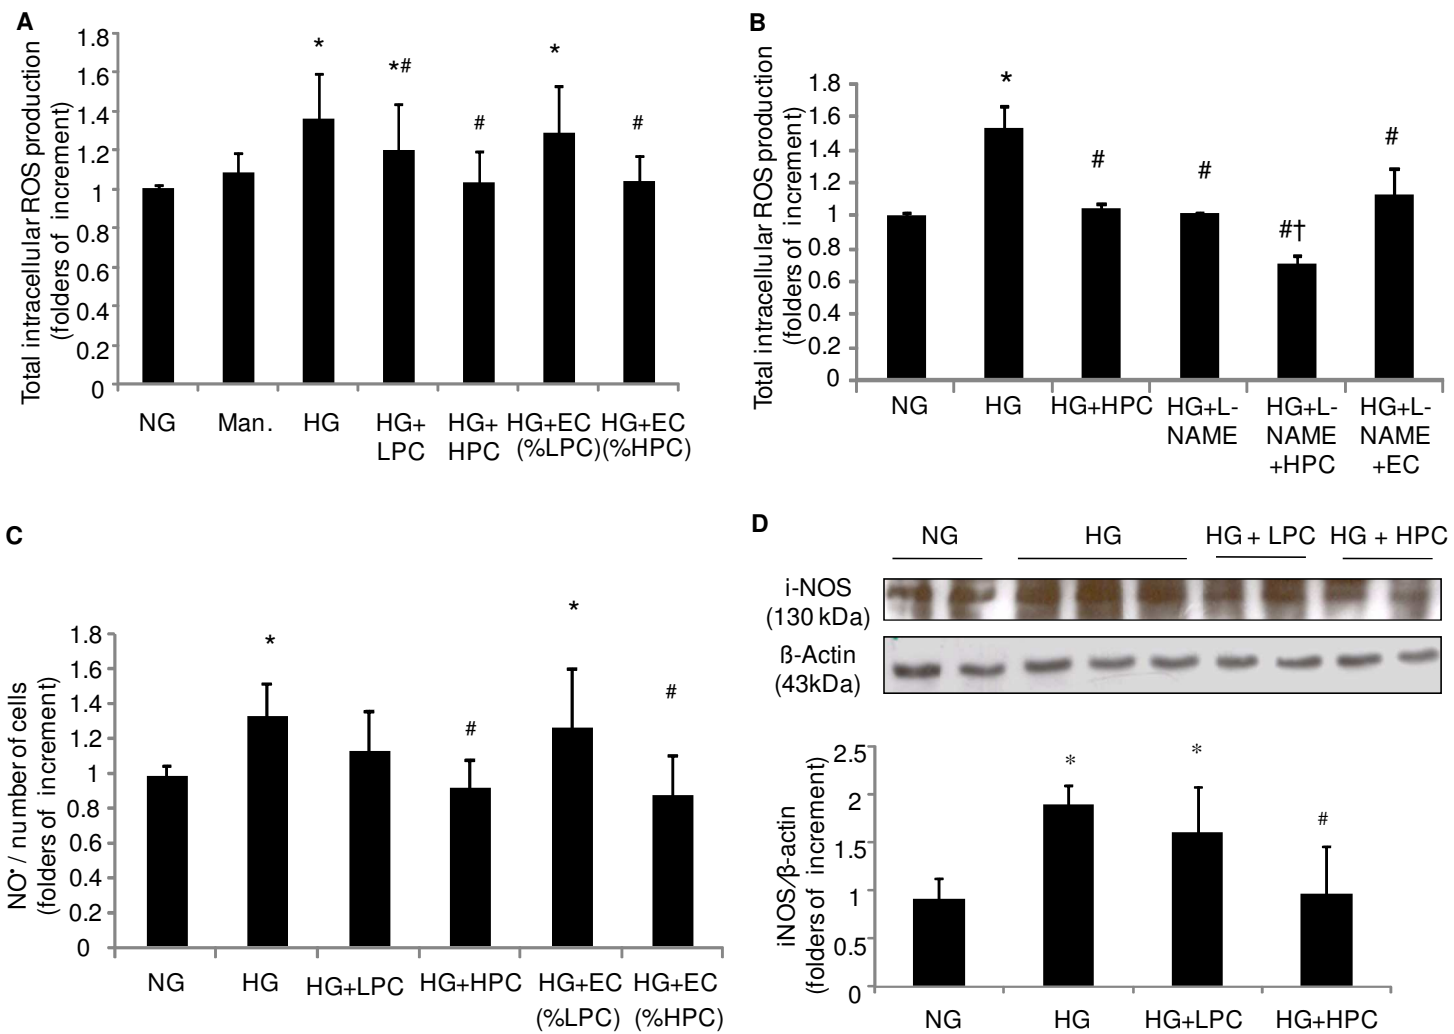 A
Total intracellular ROS production
(folders of increment)
1.8
1.6
1.4
1.2
1
0.8
0.6
0.4
0.2
0
*
*#
#
*
#
NG
Man.
HG
HG+
LPC
HG+
HPC
HG+EC
(%LPC)
HG+EC
(%HPC)
B
Total intracellular ROS production
(folders of increment)
1.8
1.6
1.4
1.2
1
0.8
0.6
0.4
0.2
0
*
#
#
#†
#
NG
HG
HG+HPC
HG+L-
NAME
HG+L-
NAME
+HPC
HG+L-
NAME
+EC
C
NO• / number of cells
(folders of increment)
1.8
1.6
1.4
1.2
1
0.8
0.6
0.4
0.2
0
*
#
*
#
NG
HG
HG+LPC
HG+HPC
HG+EC
(%LPC)
HG+EC
(%HPC)
D
NG
HG
HG + LPC
HG + HPC
i-NOS
(130 kDa)
ß-Actin
(43kDa)
iNOS/β-actin
(folders of increment)
2.5
2
1.5
1
0.5
0
*
*
#
NG
HG
HG+LPC
HG+HPC